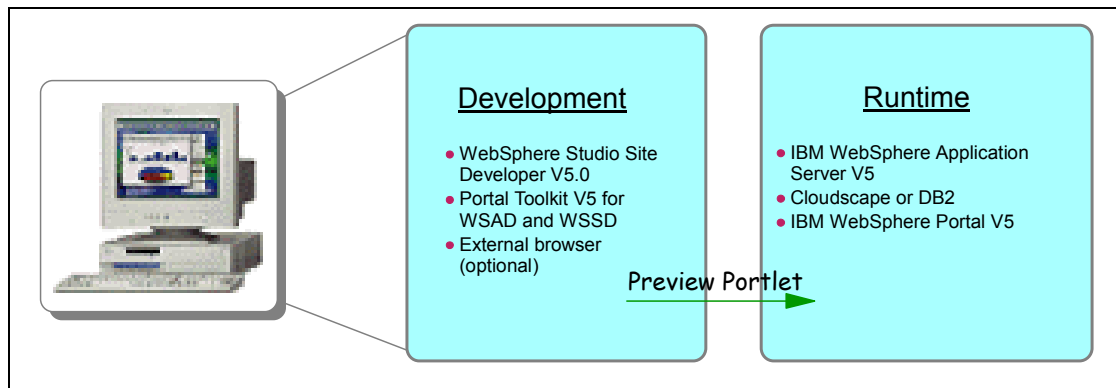 Development
● WebSphere Studio Site
Developer V5.0
● Portal Toolkit V5 for
WSAD and WSSD
● External browser
(optional)
Preview Portlet
Runtime
● IBM WebSphere Application
Server V5
● Cloudscape or DB2
● IBM WebSphere Portal V5